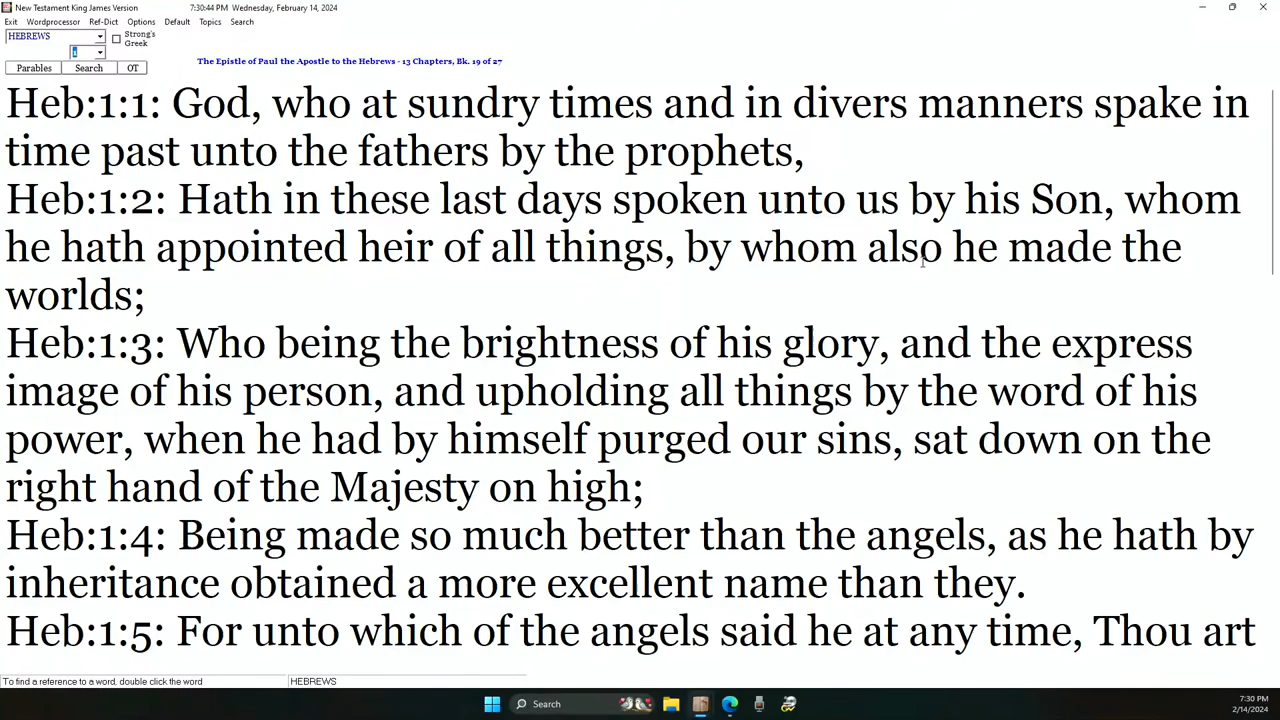 New Testament King James Version 7:30:44 PM Wednesday, February 14, 2024
Exit Wordprocessor Ref-Dict Options Default Topics Search
HEBREWS Strong's
Greek
1
The Epistle of Paul the Apostle to the Hebrews - 13 Chapters, Bk. 19 of 27
Parables Search OT
Heb:1:1: God, who at sundry times and in divers manners spake in
time past unto the fathers by the prophets,
Heb:1:2: Hath in these last days spoken unto us by his Son, whom
he hath appointed heir of all things, by whom also he made the
worlds;
Heb:1:3: Who being the brightness of his glory, and the express
image of his person, and upholding all things by the word of his
power, when he had by himself purged our sins, sat down on the
right hand of the Majesty on high;
Heb:1:4: Being made so much better than the angels, as he hath by
inheritance obtained a more excellent name than they.
Heb:1:5: For unto which of the angels said he at any time, Thou art
To find a reference to a word, double click the word HEBREWS
Search
7:30 PM
2/14/2024